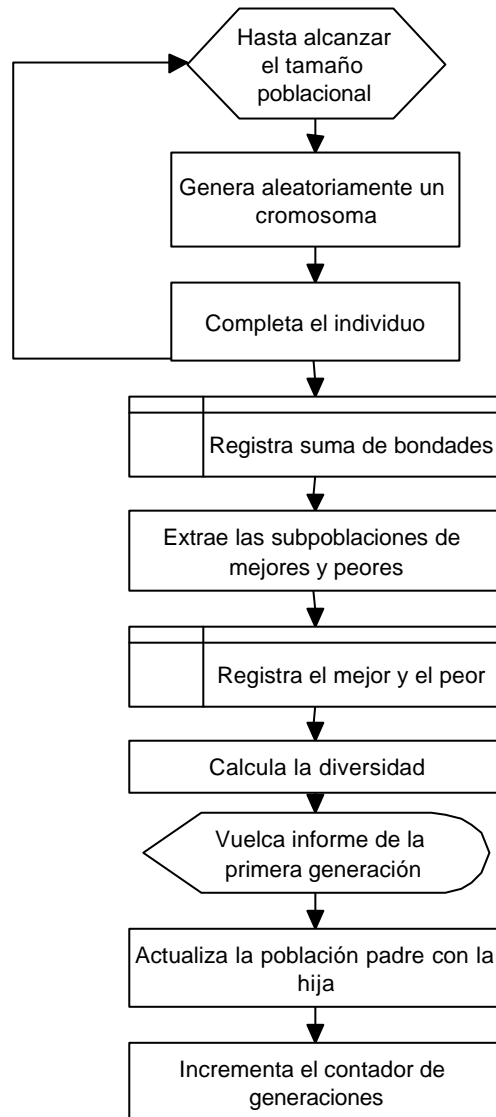 Hasta alcanzar
el tamaño
poblacional
Genera aleatoriamente un
cromosoma
Completa el individuo
Registra suma de bondades
Extrae las subpoblaciones de
mejores y peores
Registra el mejor y el peor
Calcula la diversidad
Vuelca informe de la
primera generación
Actualiza la población padre con la
hija
Incrementa el contador de
generaciones